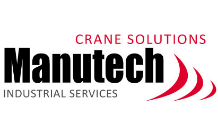 CRANE SOLUTIONS
Manutech
INDUSTRIAL SERVICES